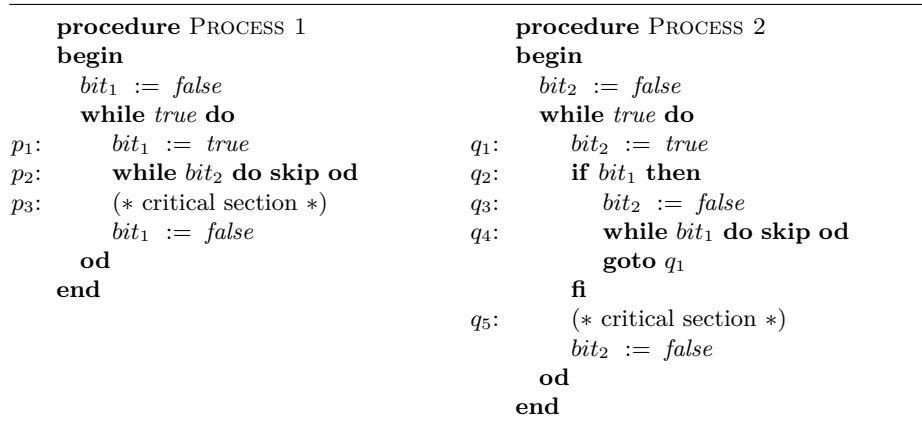 procedure PROCESS 1
begin
bit₁ := false
while true do
p₁: bit₁ := true
p₂: while bit₂ do skip od
p₃: (∗ critical section ∗)
bit₁ := false
od
end
procedure PROCESS 2
begin
bit₂ := false
while true do
q₁: bit₂ := true
q₂: if bit₁ then
q₃: bit₂ := false
q₄: while bit₁ do skip od
goto q₁
fi
q₅: (∗ critical section ∗)
bit₂ := false
od
end